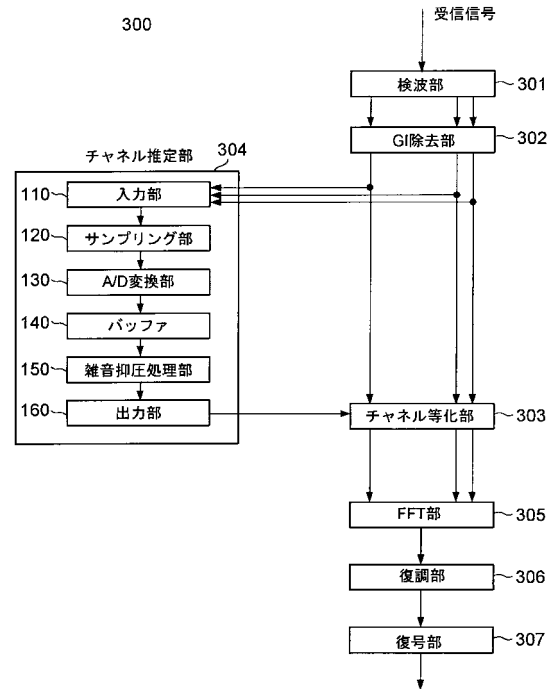 300
受信信号
検波部
301
GI除去部
302
チャネル推定部
304
110
入力部
120
サンプリング部
130
A/D変換部
140
バッファ
150
雑音抑圧処理部
160
出力部
チャネル等化部
303
FFT部
305
復調部
306
復号部
307